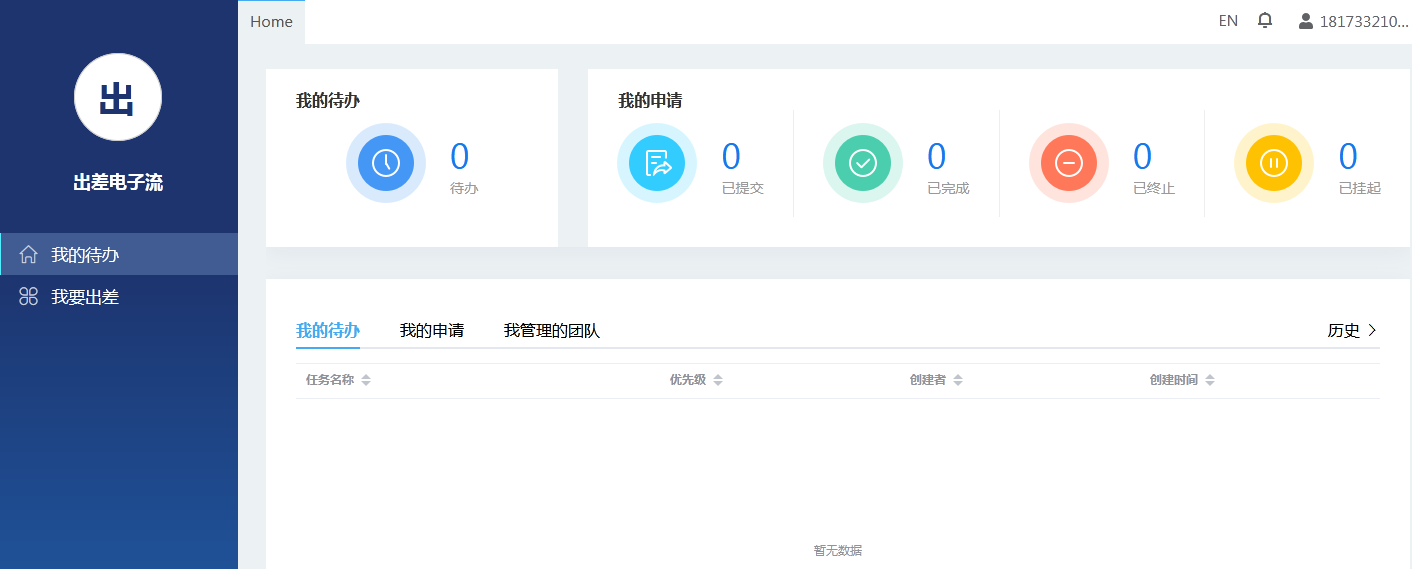 Home
EN
181733210...
出
出差电子流
我的待办
我要出差
我的待办
0
待办
我的申请
0
已提交
0
已完成
0
已终止
0
已挂起
我的待办 我的申请 我管理的团队 历史
任务名称 优先级 创建者 创建时间
暂无数据